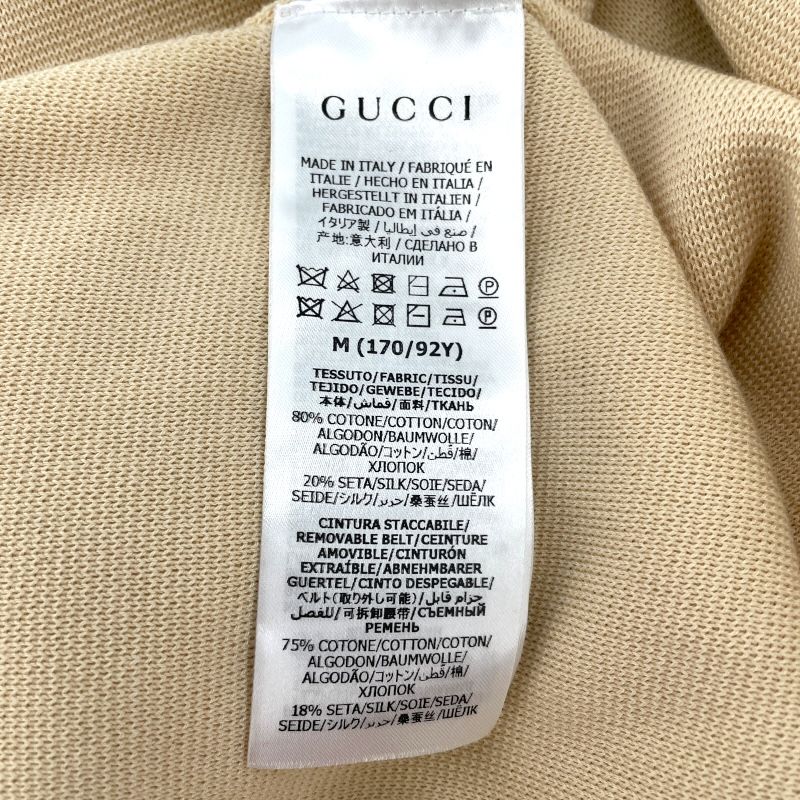 GUCCI
MADE IN ITALY / FABRIQUÉ EN
ITALIE / HECHO EN ITALIA /
HERGESTELLT IN ITALIEN /
FABRICADO EM ITÁLIA /
イタリア製 / صنع في إيطاليا /
产地:意大利 / СДЕЛАНО В
ИТАЛИИ
P
P
M (170/92Y)
TESSUTO/FABRIC/TISSU/
TEJIDO/GEWEBE/TECIDO/
本体/قماش/面料/ТКАНЬ
80% COTONE/COTTON/COTON/
ALGODON/BAUMWOLLE/
ALGODÃO/コットン/قطن/棉/
ХЛОПОК
20% SETA/SILK/SOIE/SEDA/
SEIDE/シルク/حرير/桑蚕丝/ШЁЛК
CINTURA STACCABILE/
REMOVABLE BELT/CEINTURE
AMOVIBLE/CINTURÓN
EXTRAÍBLE/ABNEHMBARER
GUERTEL/CINTO DESPEGABLE/
ベルト(取り外し可能)/حزام قابل
للفصل/可拆卸腰带/СЪЕМНЫЙ
РЕМЕНЬ
75% COTONE/COTTON/COTON/
ALGODON/BAUMWOLLE/
ALGODÃO/コットン/قطن/棉/
ХЛОПОК
18% SETA/SILK/SOIE/SEDA/
SEIDE/シルク/حرير/桑蚕丝/ШЁЛК